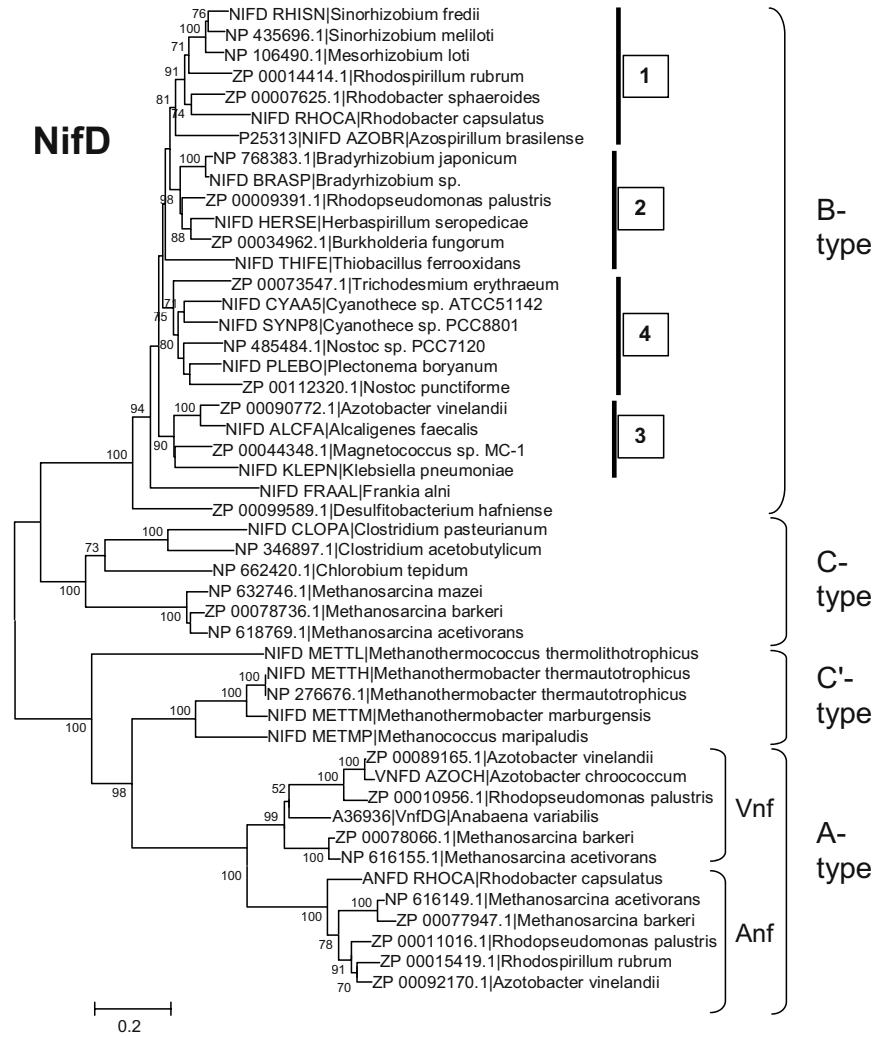 NifD
NIFD RHISN|Sinorhizobium fredii
NP 435696.1|Sinorhizobium meliloti
NP 106490.1|Mesorhizobium loti
ZP 00014414.1|Rhodospirillum rubrum
ZP 00007625.1|Rhodobacter sphaeroides
NIFD RHOCA|Rhodobacter capsulatus
P25313|NIFD AZOBR|Azospirillum brasilense
NP 768383.1|Bradyrhizobium japonicum
NIFD BRASP|Bradyrhizobium sp.
ZP 00009391.1|Rhodopseudomonas palustris
NIFD HERSE|Herbaspirillum seropedicae
ZP 00034962.1|Burkholderia fungorum
NIFD THIFE|Thiobacillus ferrooxidans
ZP 00073547.1|Trichodesmium erythraeum
NIFD CYAA5|Cyanothece sp. ATCC51142
NIFD SYNP8|Cyanothece sp. PCC8801
NP 485484.1|Nostoc sp. PCC7120
NIFD PLEBO|Plectonema boryanum
ZP 00112320.1|Nostoc punctiforme
ZP 00090772.1|Azotobacter vinelandii
NIFD ALCFA|Alcaligenes faecalis
ZP 00044348.1|Magnetococcus sp. MC-1
NIFD KLEPN|Klebsiella pneumoniae
NIFD FRAAL|Frankia alni
ZP 00099589.1|Desulfitobacterium hafniense
NIFD CLOPA|Clostridium pasteurianum
NP 346897.1|Clostridium acetobutylicum
NP 662420.1|Chlorobium tepidum
NP 632746.1|Methanosarcina mazei
ZP 00078736.1|Methanosarcina barkeri
NP 618769.1|Methanosarcina acetivorans
NIFD METTL|Methanothermococcus thermolithotrophicus
NIFD METTH|Methanothermobacter thermautotrophicus
NP 276676.1|Methanothermobacter thermautotrophicus
NIFD METTM|Methanothermobacter marburgensis
NIFD METMP|Methanococcus maripaludis
ZP 00089165.1|Azotobacter vinelandii
VNFD AZOCH|Azotobacter chroococcum
ZP 00010956.1|Rhodopseudomonas palustris
A36936|VnfDG|Anabaena variabilis
ZP 00078066.1|Methanosarcina barkeri
NP 616155.1|Methanosarcina acetivorans
ANFD RHOCA|Rhodobacter capsulatus
NP 616149.1|Methanosarcina acetivorans
ZP 00077947.1|Methanosarcina barkeri
ZP 00011016.1|Rhodopseudomonas palustris
ZP 00015419.1|Rhodospirillum rubrum
ZP 00092170.1|Azotobacter vinelandii
76
100
71
91
81
74
100
98
88
71
75
80
100
90
94
100
100
73
100
100
100
100
100
100
98
100
100
52
99
100
100
100
100
78
91
70
1
2
4
3
B-
type
C-
type
C'-
type
A-
type
Vnf
Anf
0.2